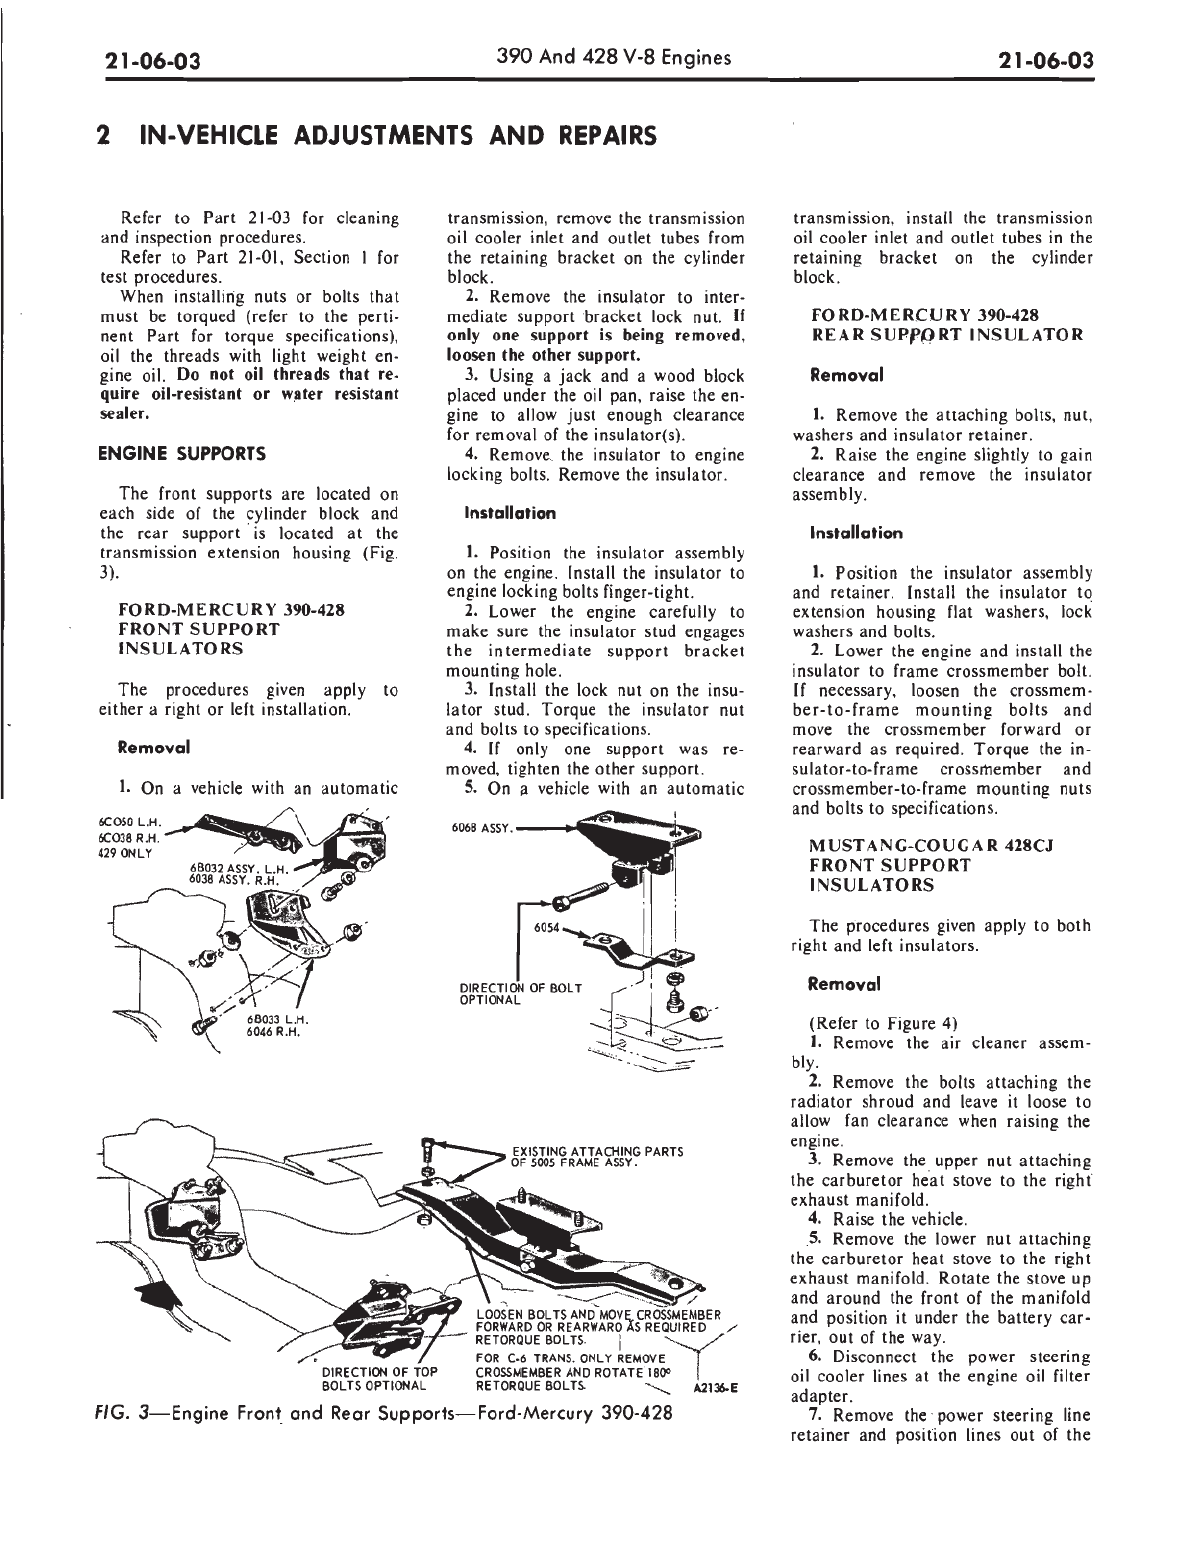 21-06-03
390 And 428 V-8 Engines
21-06-03
2 IN-VEHICLE ADJUSTMENTS AND REPAIRS
Refer to Part 21-03 for cleaning
and inspection procedures.
Refer to Part 21-01, Section 1 for
test procedures.
When installing nuts or bolts that
must be torqued (refer to the perti-
nent Part for torque specifications),
oil the threads with light weight en-
gine oil. Do not oil threads that re-
quire oil-resistant or water resistant
sealer.
ENGINE SUPPORTS
The front supports are located on
each side of the cylinder block and
the rear support is located at the
transmission extension housing (Fig.
3).
FORD-MERCURY 390-428
FRONT SUPPORT
INSULATORS
The procedures given apply to
either a right or left installation.
Removal
1. On a vehicle with an automatic
transmission, remove the transmission
oil cooler inlet and outlet tubes from
the retaining bracket on the cylinder
block.
2. Remove the insulator to inter-
mediate support bracket lock nut. If
only one support is being removed,
loosen the other support.
3. Using a jack and a wood block
placed under the oil pan, raise the en-
gine to allow just enough clearance
for removal of the insulator(s).
4. Remove the insulator to engine
locking bolts. Remove the insulator.
Installation
1. Position the insulator assembly
on the engine. Install the insulator to
engine locking bolts finger-tight.
2. Lower the engine carefully to
make sure the insulator stud engages
the intermediate support bracket
mounting hole.
3. Install the lock nut on the insu-
lator stud. Torque the insulator nut
and bolts to specifications.
4. If only one support was re-
moved, tighten the other support.
5. On a vehicle with an automatic
transmission, install the transmission
oil cooler inlet and outlet tubes in the
retaining bracket on the cylinder
block.
FORD-MERCURY 390-428
REAR SUPPORT INSULATOR
Removal
1. Remove the attaching bolts, nut,
washers and insulator retainer.
2. Raise the engine slightly to gain
clearance and remove the insulator
assembly.
Installation
1. Position the insulator assembly
and retainer. Install the insulator to
extension housing flat washers, lock
washers and bolts.
2. Lower the engine and install the
insulator to frame crossmember bolt.
If necessary, loosen the crossmem-
ber-to-frame mounting bolts and
move the crossmember forward or
rearward as required. Torque the in-
sulator-to-frame crossmember and
crossmember-to-frame mounting nuts
and bolts to specifications.
MUSTANG-COUGAR 428CJ
FRONT SUPPORT
INSULATORS
The procedures given apply to both
right and left insulators.
Removal
(Refer to Figure 4)
1. Remove the air cleaner assem-
bly.
2. Remove the bolts attaching the
radiator shroud and leave it loose to
allow fan clearance when raising the
engine.
3. Remove the upper nut attaching
the carburetor heat stove to the right
exhaust manifold.
4. Raise the vehicle.
5. Remove the lower nut attaching
the carburetor heat stove to the right
exhaust manifold. Rotate the stove up
and around the front of the manifold
and position it under the battery car-
rier, out of the way.
6. Disconnect the power steering
oil cooler lines at the engine oil filter
adapter.
7. Remove the power steering line
retainer and position lines out of the
6C050 L.H.
6C038 R.H.
429 ONLY
6B032 ASSY. L.H.
6038 ASSY. R.H.
6B033 L.H.
6046 R.H.
6068 ASSY.
6054
DIRECTION OF BOLT
OPTIONAL
EXISTING ATTACHING PARTS
OF 5005 FRAME ASSY.
LOOSEN BOLTS AND MOVE CROSSMEMBER
FORWARD OR REARWARD AS REQUIRED
RETORQUE BOLTS.
FOR C-6 TRANS. ONLY REMOVE
CROSSMEMBER AND ROTATE 180°
RETORQUE BOLTS.
DIRECTION OF TOP
BOLTS OPTIONAL
A2136-E
FIG. 3—Engine Front and Rear Supports—Ford-Mercury 390-428